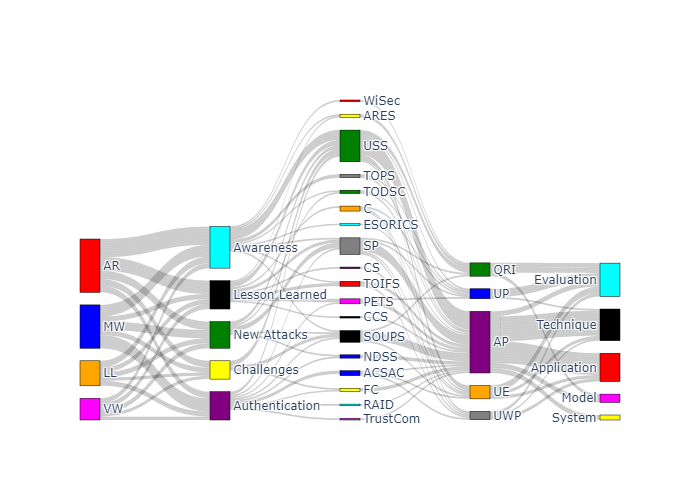 AR
MW
LL
VW
Awareness
Lesson Learned
New Attacks
Challenges
Authentication
WiSec
ARES
USS
TOPS
TODSC
C
ESORICS
SP
CS
TOIFS
PETS
CCS
SOUPS
NDSS
ACSAC
FC
RAID
TrustCom
QRI
UP
AP
UE
UWP
Evaluation
Technique
Application
Model
System